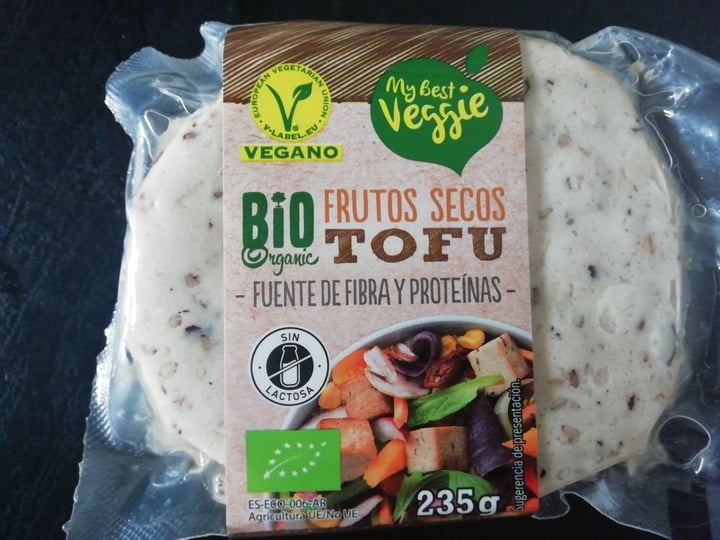 EUROPEAN VEGETARIAN UNION
V-LABEL.EU
VEGANO
My Best
Veggie
BiO
Organic
FRUTOS SECOS
TOFU
- FUENTE DE FIBRA Y PROTEÍNAS -
SIN
LACTOSA
ES-ECO-006-AR
Agricultura UE/No UE
235g
Sugerencia de presentación.